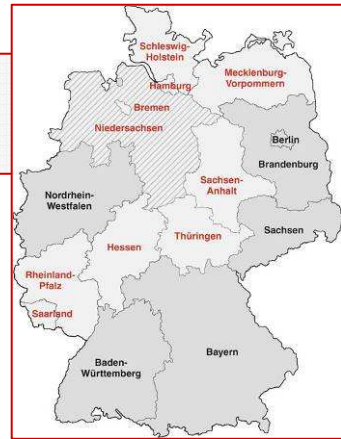 Schleswig-
Holstein
Mecklenburg-
Vorpommern
Hamburg
Bremen
Niedersachsen
Berlin
Brandenburg
Sachsen-
Anhalt
Nordrhein-
Westfalen
Sachsen
Hessen
Thüringen
Rheinland-
Pfalz
Saarland
Bayern
Baden-
Württemberg